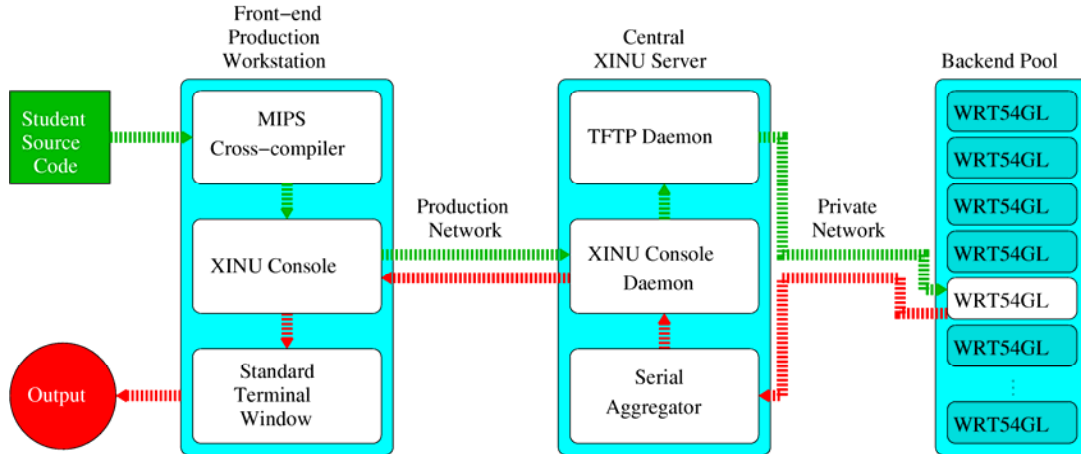 Front-end
Production
Workstation
Central
XINU Server
Backend Pool
Student
Source
Code
MIPS
Cross-compiler
TFTP Daemon
WRT54GL
WRT54GL
WRT54GL
WRT54GL
WRT54GL
WRT54GL
WRT54GL
Production
Network
Private
Network
XINU Console
XINU Console
Daemon
Output
Standard
Terminal
Window
Serial
Aggregator